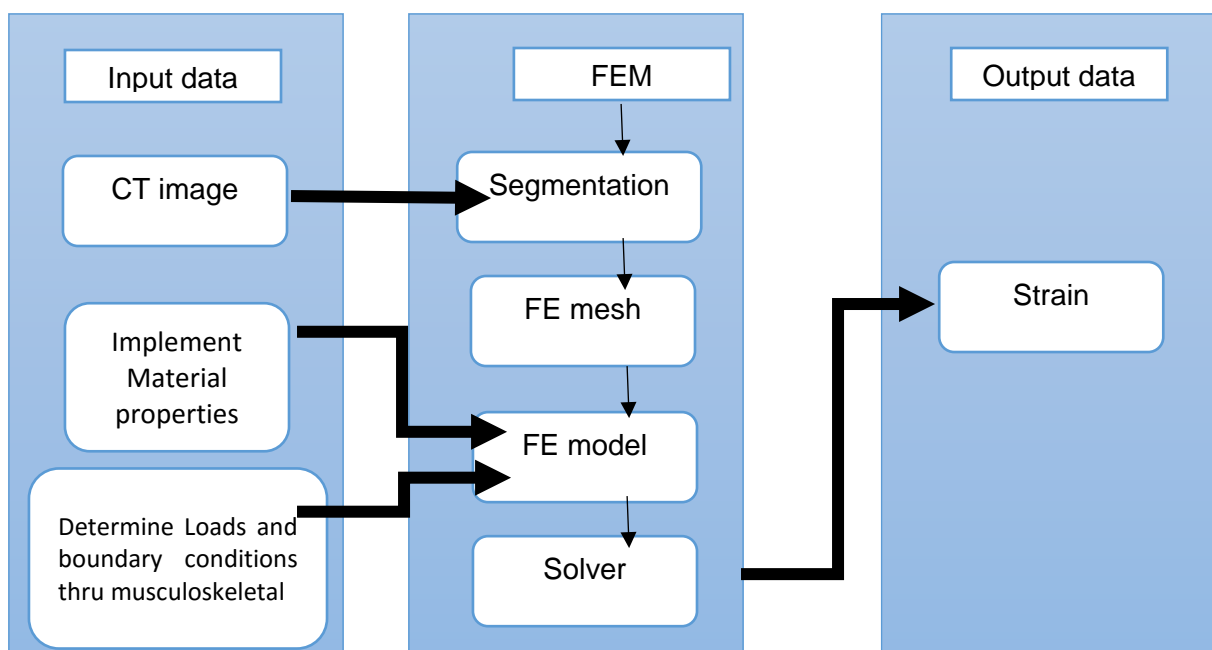 Input data
CT image
Implement
Material
properties
Determine Loads and
boundary conditions
thru musculoskeletal
FEM
Segmentation
FE mesh
FE model
Solver
Output data
Strain